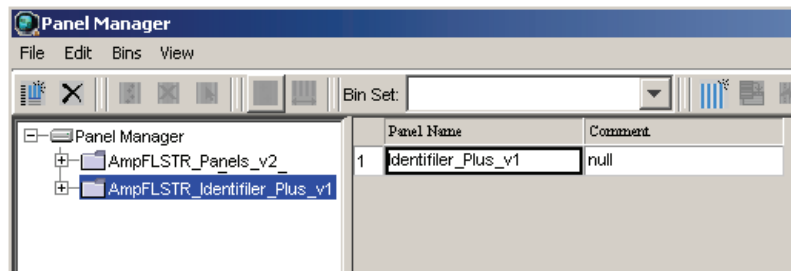 Panel Manager
File Edit Bins View
Bin Set:
Panel Manager
AmpFLSTR_Panels_v2_
AmpFLSTR_Identifiler_Plus_v1
Panel Name Comment
1 Identifiler_Plus_v1 null